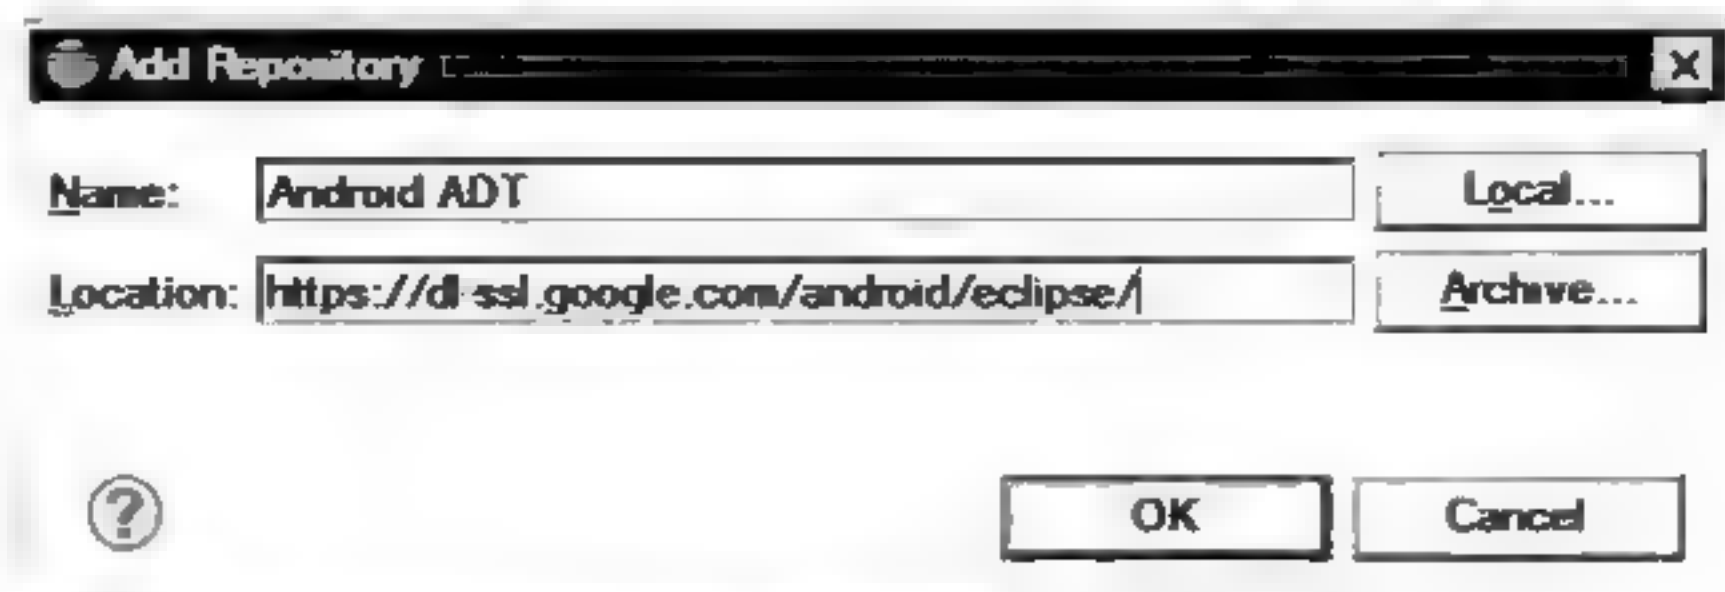 Add Repository
Name: Android ADT Local...
Location: https://dl-ssl.google.com/android/eclipse/ Archive...
? OK Cancel